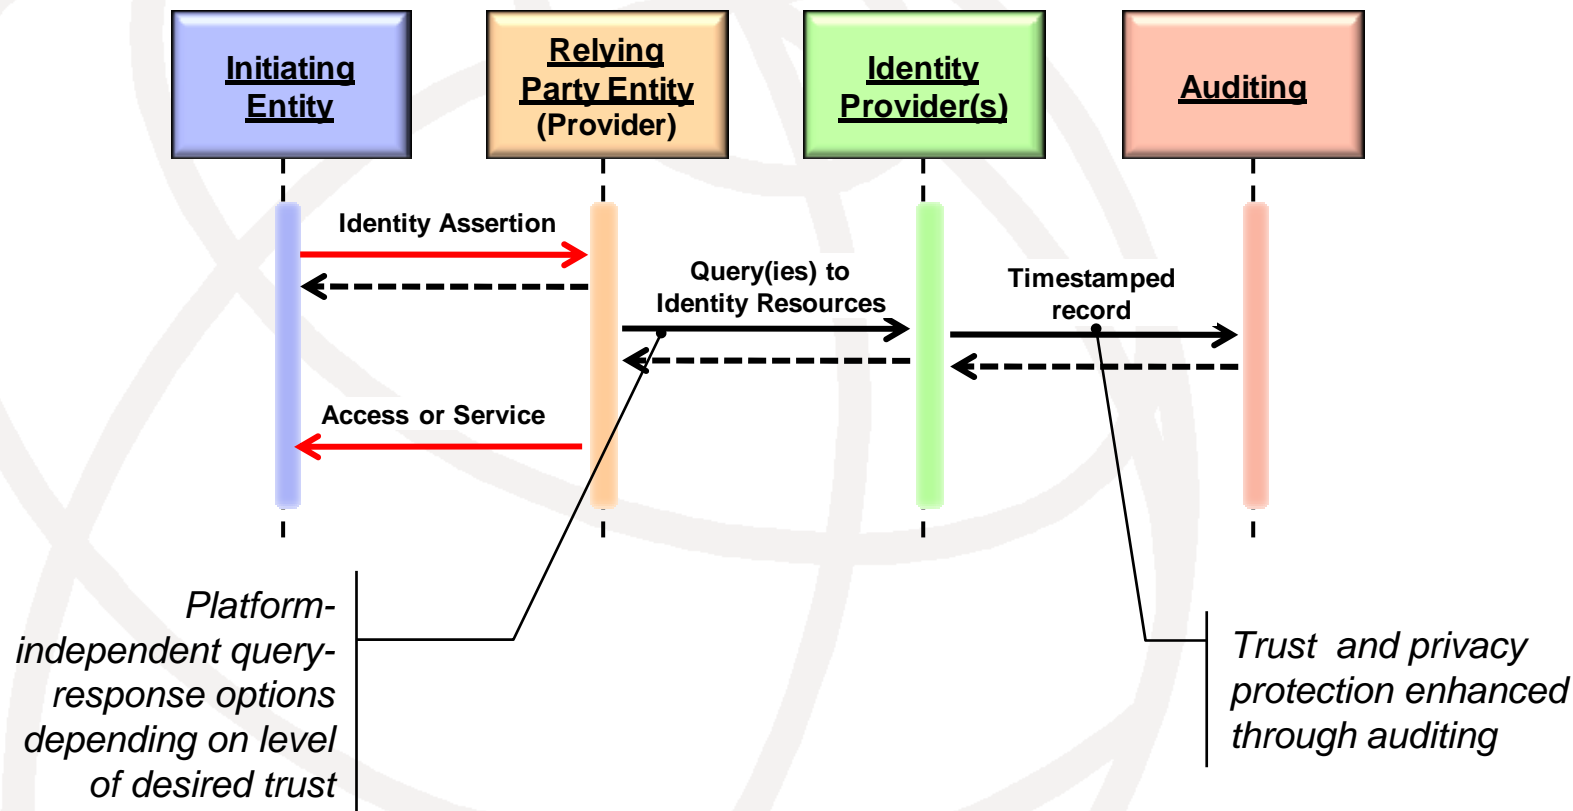 Initiating
Entity
Relying
Party Entity
(Provider)
Identity
Provider(s)
Auditing
Identity Assertion
Query(ies) to
Identity Resources
Timestamped
record
Access or Service
Platform-
independent query-
response options
depending on level
of desired trust
Trust and privacy
protection enhanced
through auditing